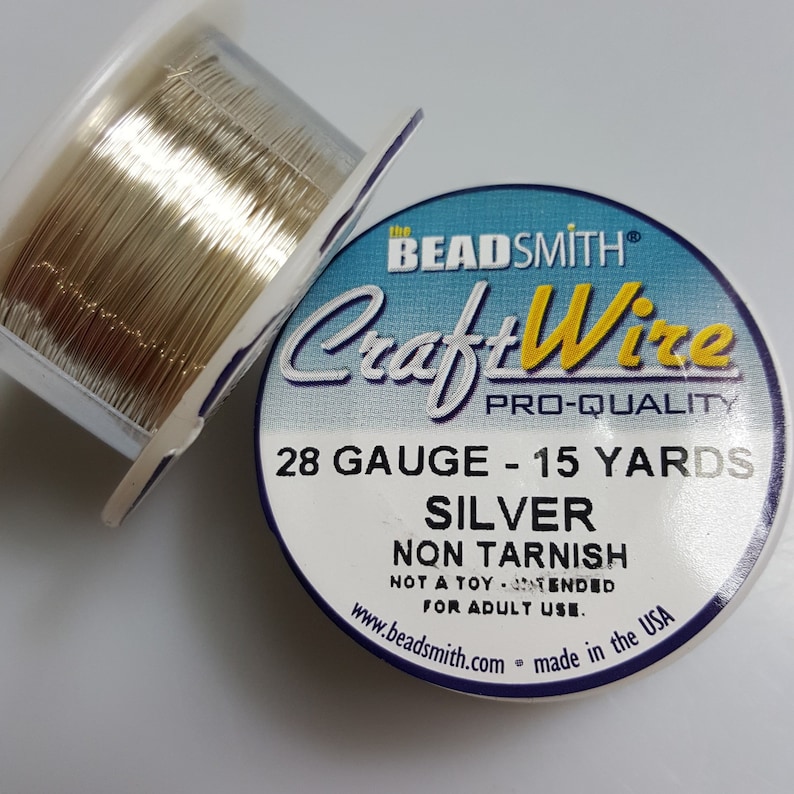 the
BEADSMITH®
CraftWire
PRO-QUALITY
28 GAUGE - 15 YARDS
SILVER
NON TARNISH
NOT A TOY - INTENDED
FOR ADULT USE.
www.beadsmith.com • made in the USA